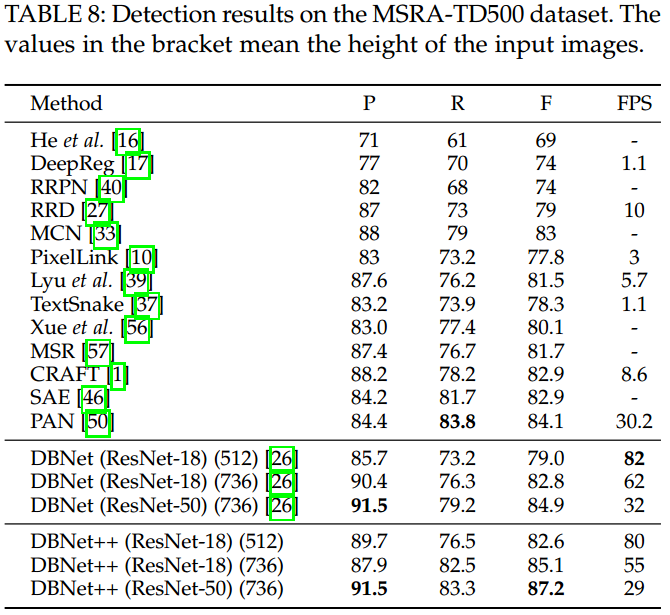 TABLE 8: Detection results on the MSRA-TD500 dataset. The
values in the bracket mean the height of the input images.
Method P R F FPS
He et al. [16] 71 61 69 -
DeepReg [17] 77 70 74 1.1
RRPN [40] 82 68 74 -
RRD [27] 87 73 79 10
MCN [33] 88 79 83 -
PixelLink [10] 83 73.2 77.8 3
Lyu et al. [39] 87.6 76.2 81.5 5.7
TextSnake [37] 83.2 73.9 78.3 1.1
Xue et al. [56] 83.0 77.4 80.1 -
MSR [57] 87.4 76.7 81.7 -
CRAFT [1] 88.2 78.2 82.9 8.6
SAE [46] 84.2 81.7 82.9 -
PAN [50] 84.4 83.8 84.1 30.2
DBNet (ResNet-18) (512) [26] 85.7 73.2 79.0 82
DBNet (ResNet-18) (736) [26] 90.4 76.3 82.8 62
DBNet (ResNet-50) (736) [26] 91.5 79.2 84.9 32
DBNet++ (ResNet-18) (512) 89.7 76.5 82.6 80
DBNet++ (ResNet-18) (736) 87.9 82.5 85.1 55
DBNet++ (ResNet-50) (736) 91.5 83.3 87.2 29